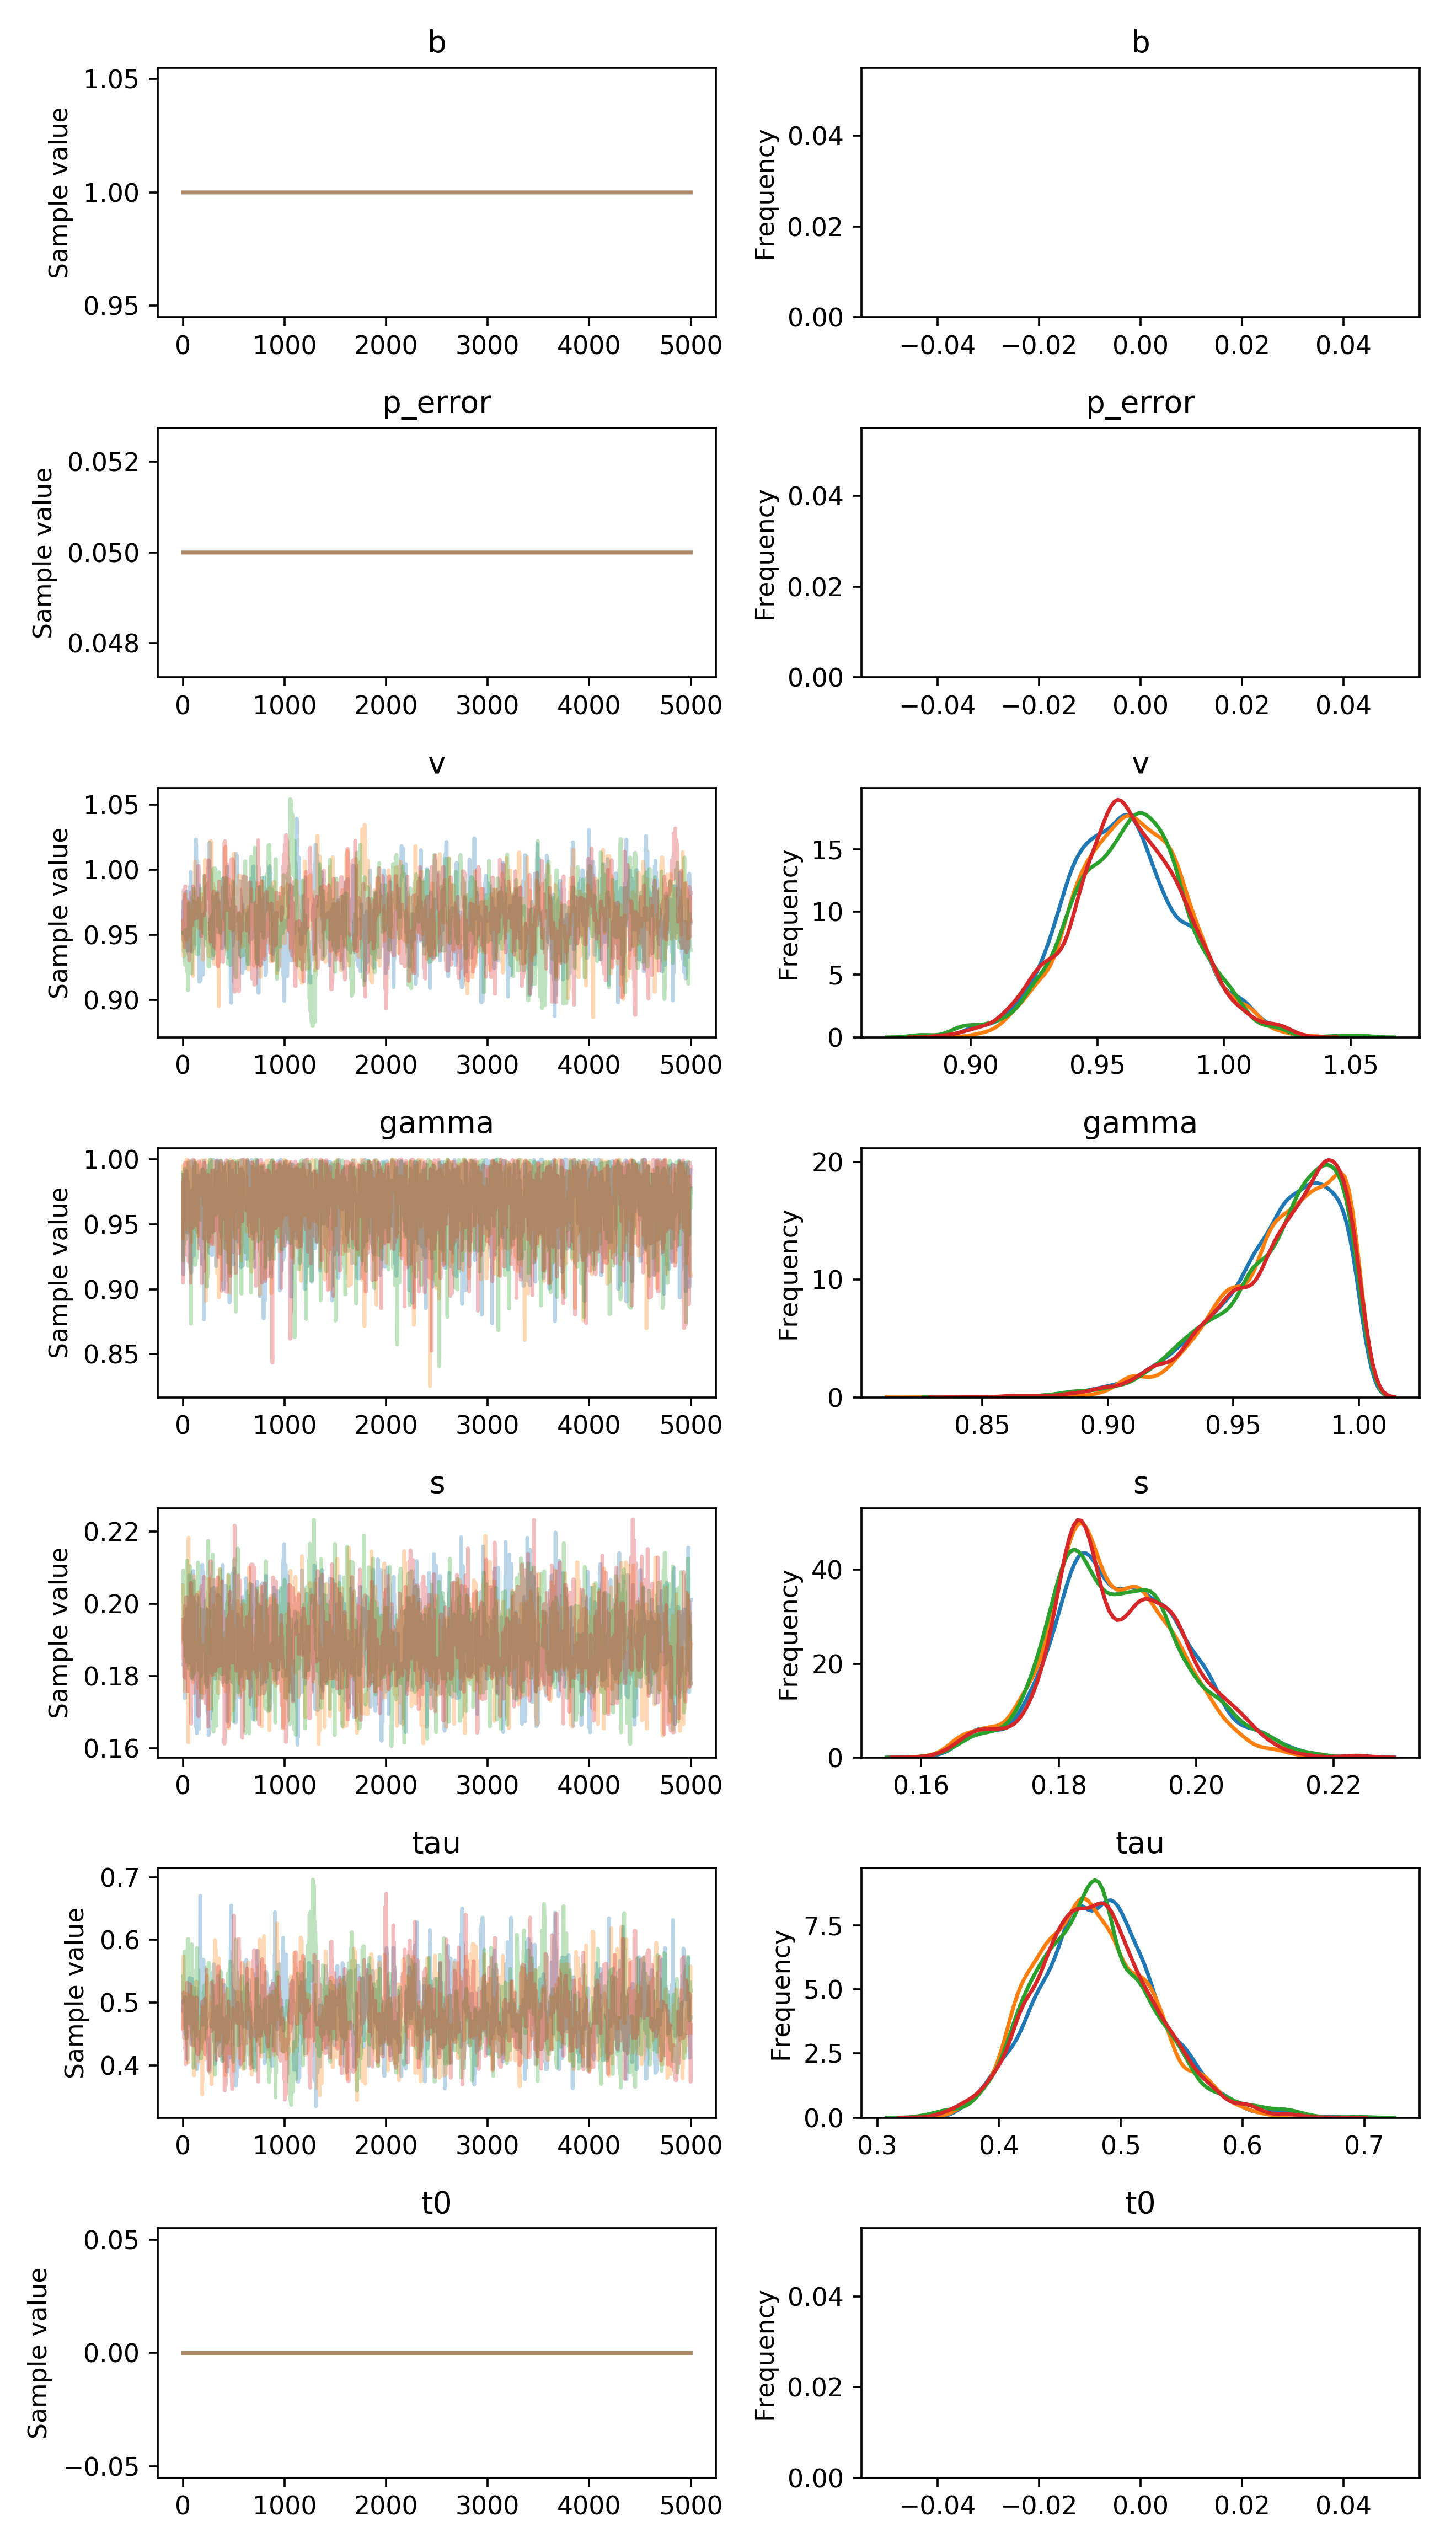 b
b
Sample value
1.05
1.00
0.95
0 1000 2000 3000 4000 5000
Frequency
0.04
0.02
0.00
−0.04 −0.02 0.00 0.02 0.04
p_error
p_error
Sample value
0.052
0.050
0.048
0 1000 2000 3000 4000 5000
Frequency
0.04
0.02
0.00
−0.04 −0.02 0.00 0.02 0.04
v
v
Sample value
1.05
1.00
0.95
0.90
0 1000 2000 3000 4000 5000
Frequency
15
10
5
0
0.90 0.95 1.00 1.05
gamma
gamma
Sample value
1.00
0.95
0.90
0.85
0 1000 2000 3000 4000 5000
Frequency
20
10
0
0.85 0.90 0.95 1.00
s
s
Sample value
0.22
0.20
0.18
0.16
0 1000 2000 3000 4000 5000
Frequency
40
20
0
0.16 0.18 0.20 0.22
tau
tau
Sample value
0.7
0.6
0.5
0.4
0 1000 2000 3000 4000 5000
Frequency
7.5
5.0
2.5
0.0
0.3 0.4 0.5 0.6 0.7
t0
t0
Sample value
0.05
0.00
−0.05
0 1000 2000 3000 4000 5000
Frequency
0.04
0.02
0.00
−0.04 −0.02 0.00 0.02 0.04